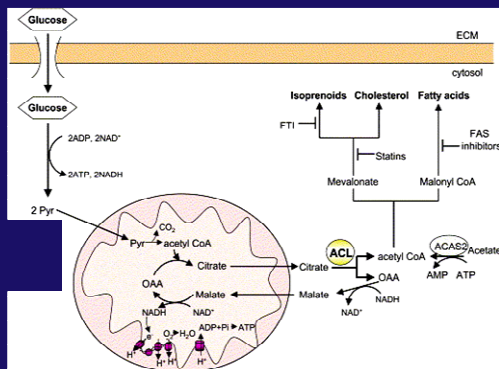 Glucose
ECM
cytosol
Glucose
Isoprenoids Cholesterol Fatty acids
FTI
FAS
inhibitors
Statins
2ADP, 2NAD⁺
2ATP, 2NADH
Mevalonate Malonyl CoA
2 Pyr
CO₂
Pyr acetyl CoA
Citrate
Citrate
ACL
acetyl CoA
ACAS2
Acetate
AMP ATP
OAA
OAA
Malate
Malate
NADH
NAD⁺
NADH
NAD⁺
e⁻
O₂ H₂O
ADP+Pi ATP
H⁺
H⁺ H⁺
H⁺